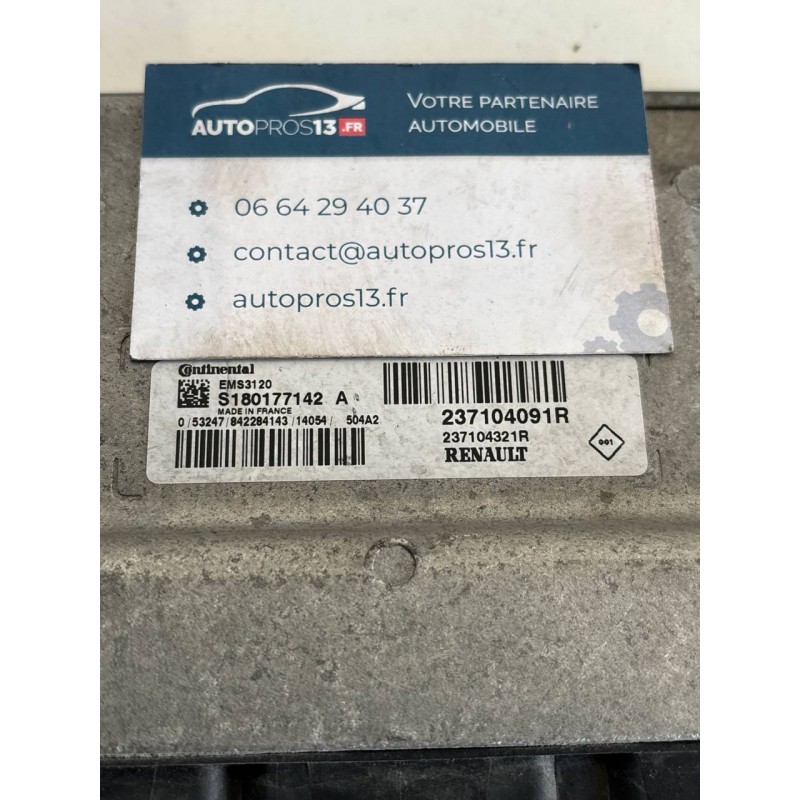 AUTOPROS13.FR
VOTRE PARTENAIRE
AUTOMOBILE
06 64 29 40 37
contact@autopros13.fr
autopros13.fr
Continental
EMS3120
S180177142 A
MADE IN FRANCE
0/53247/842284143/14054/ 504A2
237104091R
237104321R
RENAULT
001